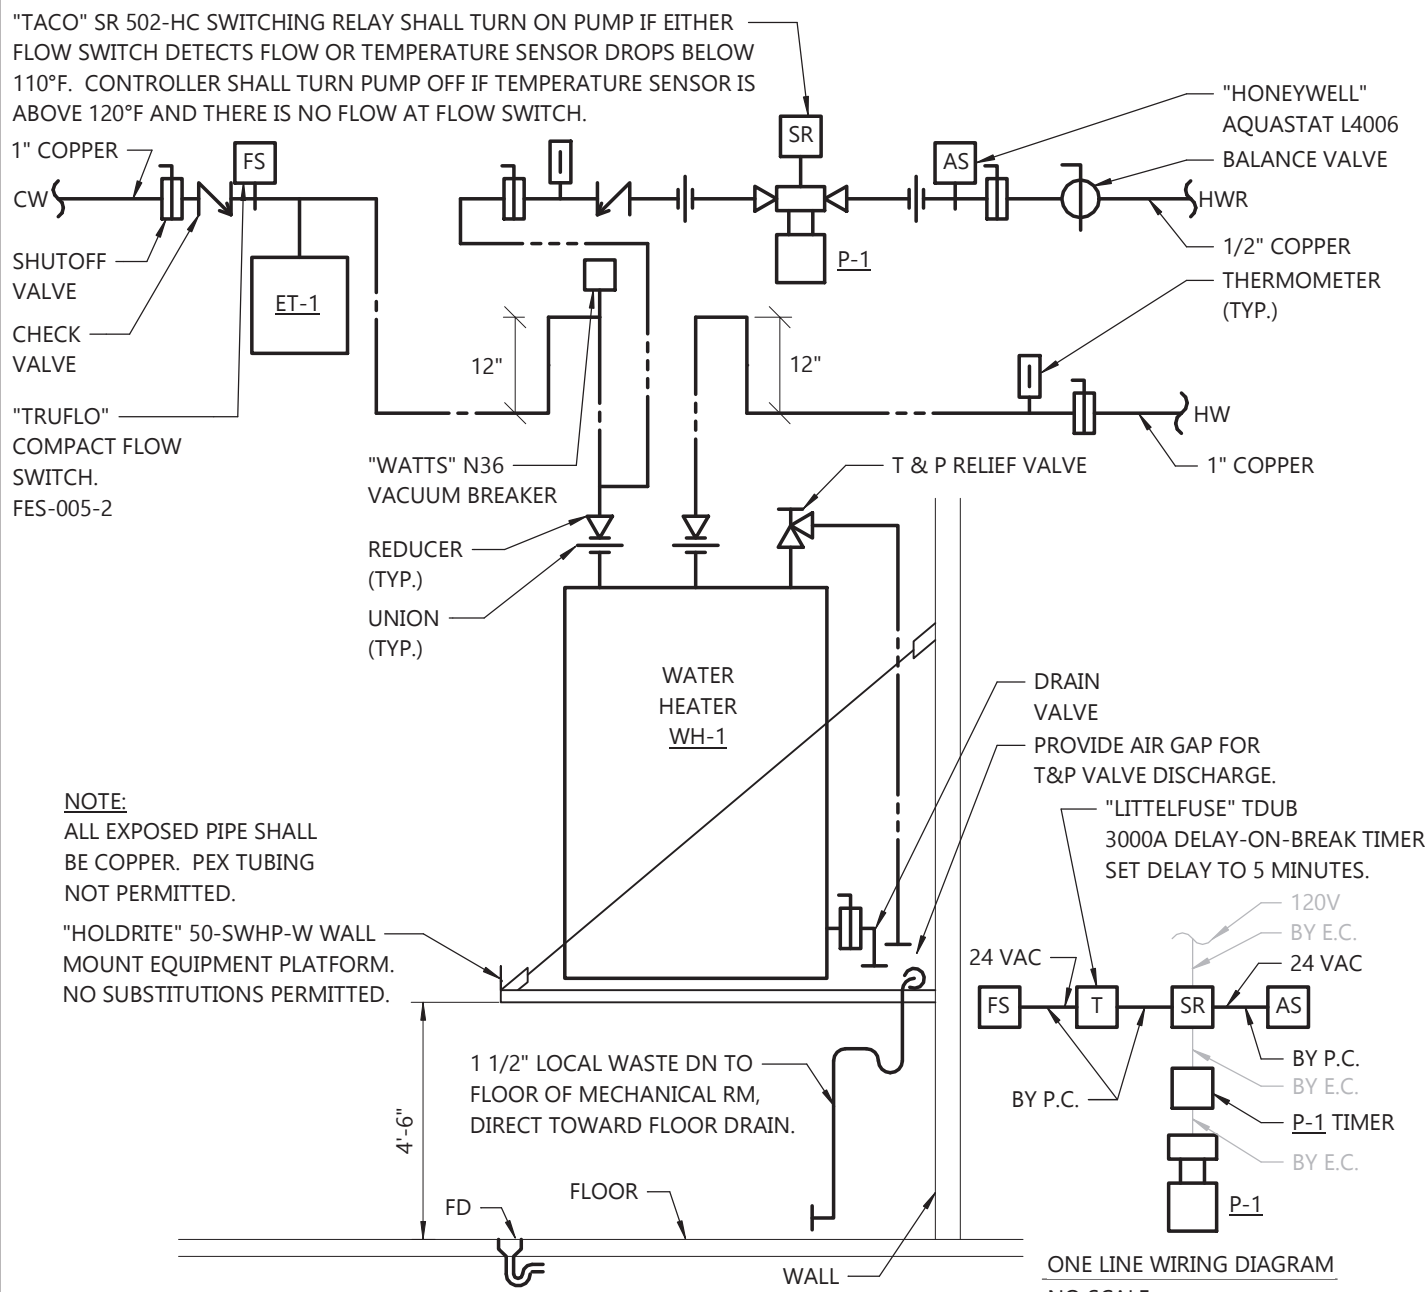 "TACO" SR 502-HC SWITCHING RELAY SHALL TURN ON PUMP IF EITHER
FLOW SWITCH DETECTS FLOW OR TEMPERATURE SENSOR DROPS BELOW
110°F. CONTROLLER SHALL TURN PUMP OFF IF TEMPERATURE SENSOR IS
ABOVE 120°F AND THERE IS NO FLOW AT FLOW SWITCH.
"HONEYWELL"
AQUASTAT L4006
BALANCE VALVE
1" COPPER
FS
SR
AS
CW
HWR
SHUTOFF
VALVE
ET-1
P-1
1/2" COPPER
THERMOMETER
(TYP.)
CHECK
VALVE
12"
12"
"TRUFLO"
COMPACT FLOW
SWITCH.
FES-005-2
HW
"WATTS" N36
VACUUM BREAKER
T & P RELIEF VALVE
1" COPPER
REDUCER
(TYP.)
UNION
(TYP.)
WATER
HEATER
WH-1
DRAIN
VALVE
PROVIDE AIR GAP FOR
T&P VALVE DISCHARGE.
NOTE:
ALL EXPOSED PIPE SHALL
BE COPPER. PEX TUBING
NOT PERMITTED.
"LITTELFUSE" TDUB
3000A DELAY-ON-BREAK TIMER
SET DELAY TO 5 MINUTES.
"HOLDRITE" 50-SWHP-W WALL
MOUNT EQUIPMENT PLATFORM.
NO SUBSTITUTIONS PERMITTED.
120V
BY E.C.
24 VAC
24 VAC
FS
T
SR
AS
BY P.C.
BY P.C.
BY E.C.
P-1 TIMER
BY E.C.
P-1
1 1/2" LOCAL WASTE DN TO
FLOOR OF MECHANICAL RM,
DIRECT TOWARD FLOOR DRAIN.
4'-6"
FD
FLOOR
WALL
ONE LINE WIRING DIAGRAM
NO SCALE